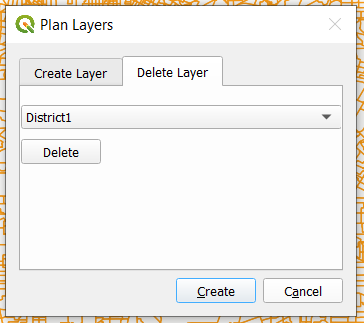 Plan Layers
Create Layer
Delete Layer
District1
Delete
Create
Cancel